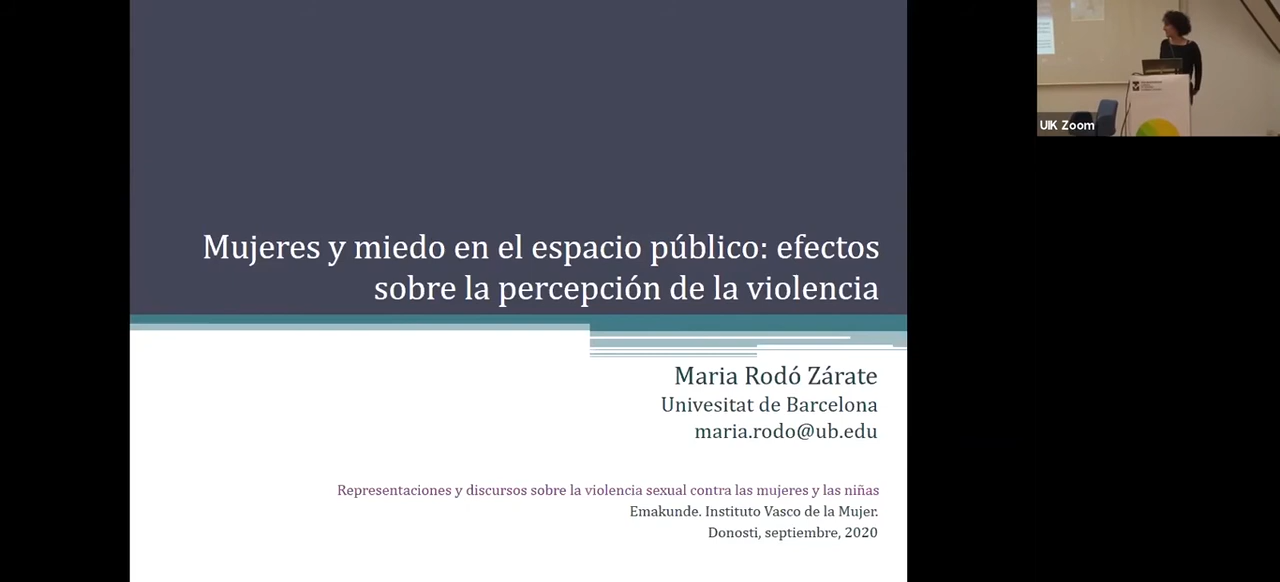 Mujeres y miedo en el espacio público: efectos
sobre la percepción de la violencia
Maria Rodó Zárate
Univesitat de Barcelona
maria.rodo@ub.edu
Representaciones y discursos sobre la violencia sexual contra las mujeres y las niñas
Emakunde. Instituto Vasco de la Mujer.
Donosti, septiembre, 2020
UIK Zoom